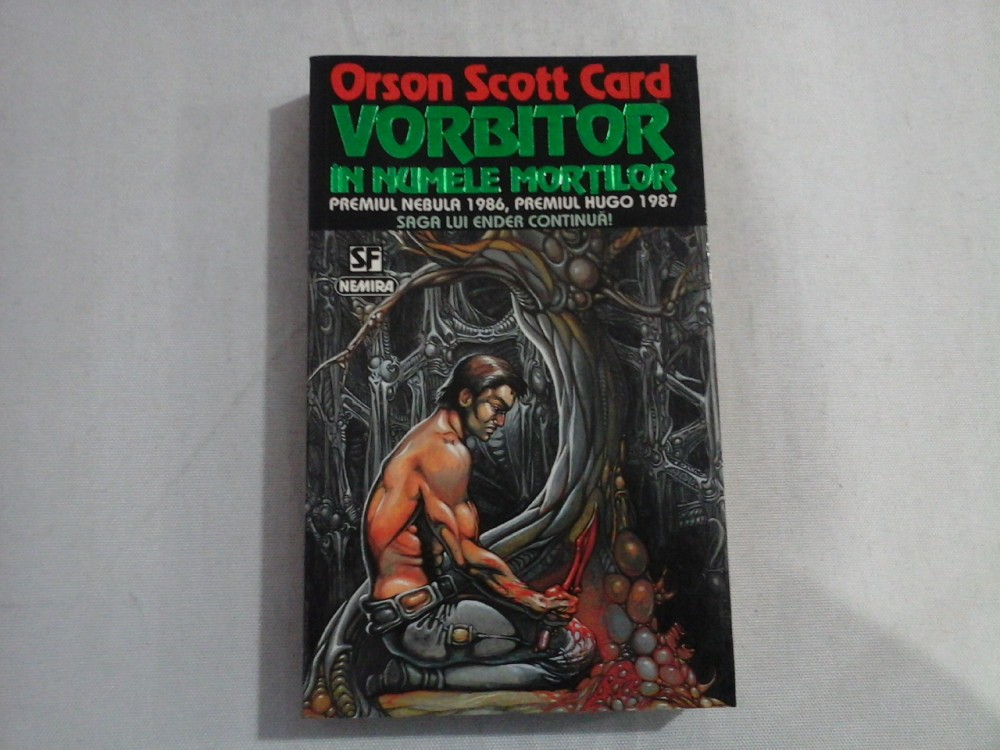 Orson Scott Card
VORBITOR
ÎN NUMELE MORȚILOR
PREMIUL NEBULA 1986, PREMIUL HUGO 1987
SAGA LUI ENDER CONTINUĂ!
SF
NEMIRA